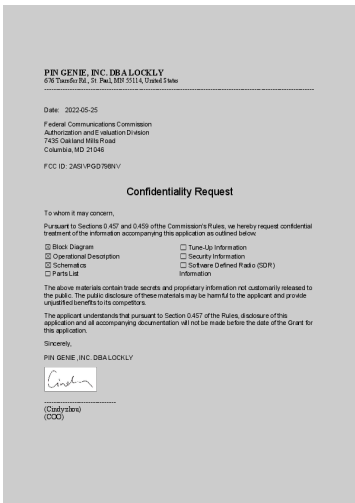 PIN GENIE, INC. DBA LOCKLY
676 Transfer Rd., St. Paul, MN 55114, United States
Date: 2022-05-25
Federal Communications Commission
Authorization and Evaluation Division
7435 Oakland Mills Road
Columbia, MD 21046
FCC ID: 2ASIVPGD798NV
Confidentiality Request
To whom it may concern,
Pursuant to Sections 0.457 and 0.459 of the Commission's Rules, we hereby request confidential
treatment of the information accompanying this application as outlined below.
☒ Block Diagram ☐ Tune-Up Information
☒ Operational Description ☐ Security Information
☒ Schematics ☐ Software Defined Radio (SDR)
☐ Parts List Information
The above materials contain trade secrets and proprietary information not customarily released to
the public. The public disclosure of these materials may be harmful to the applicant and provide
unjustified benefits to its competitors.
The applicant understands that pursuant to Section 0.457 of the Rules, disclosure of this
application and all accompanying documentation will not be made before the date of the Grant for
this application.
Sincerely,
PIN GENIE ,INC. DBA LOCKLY
(Cindyzhou)
(COO)